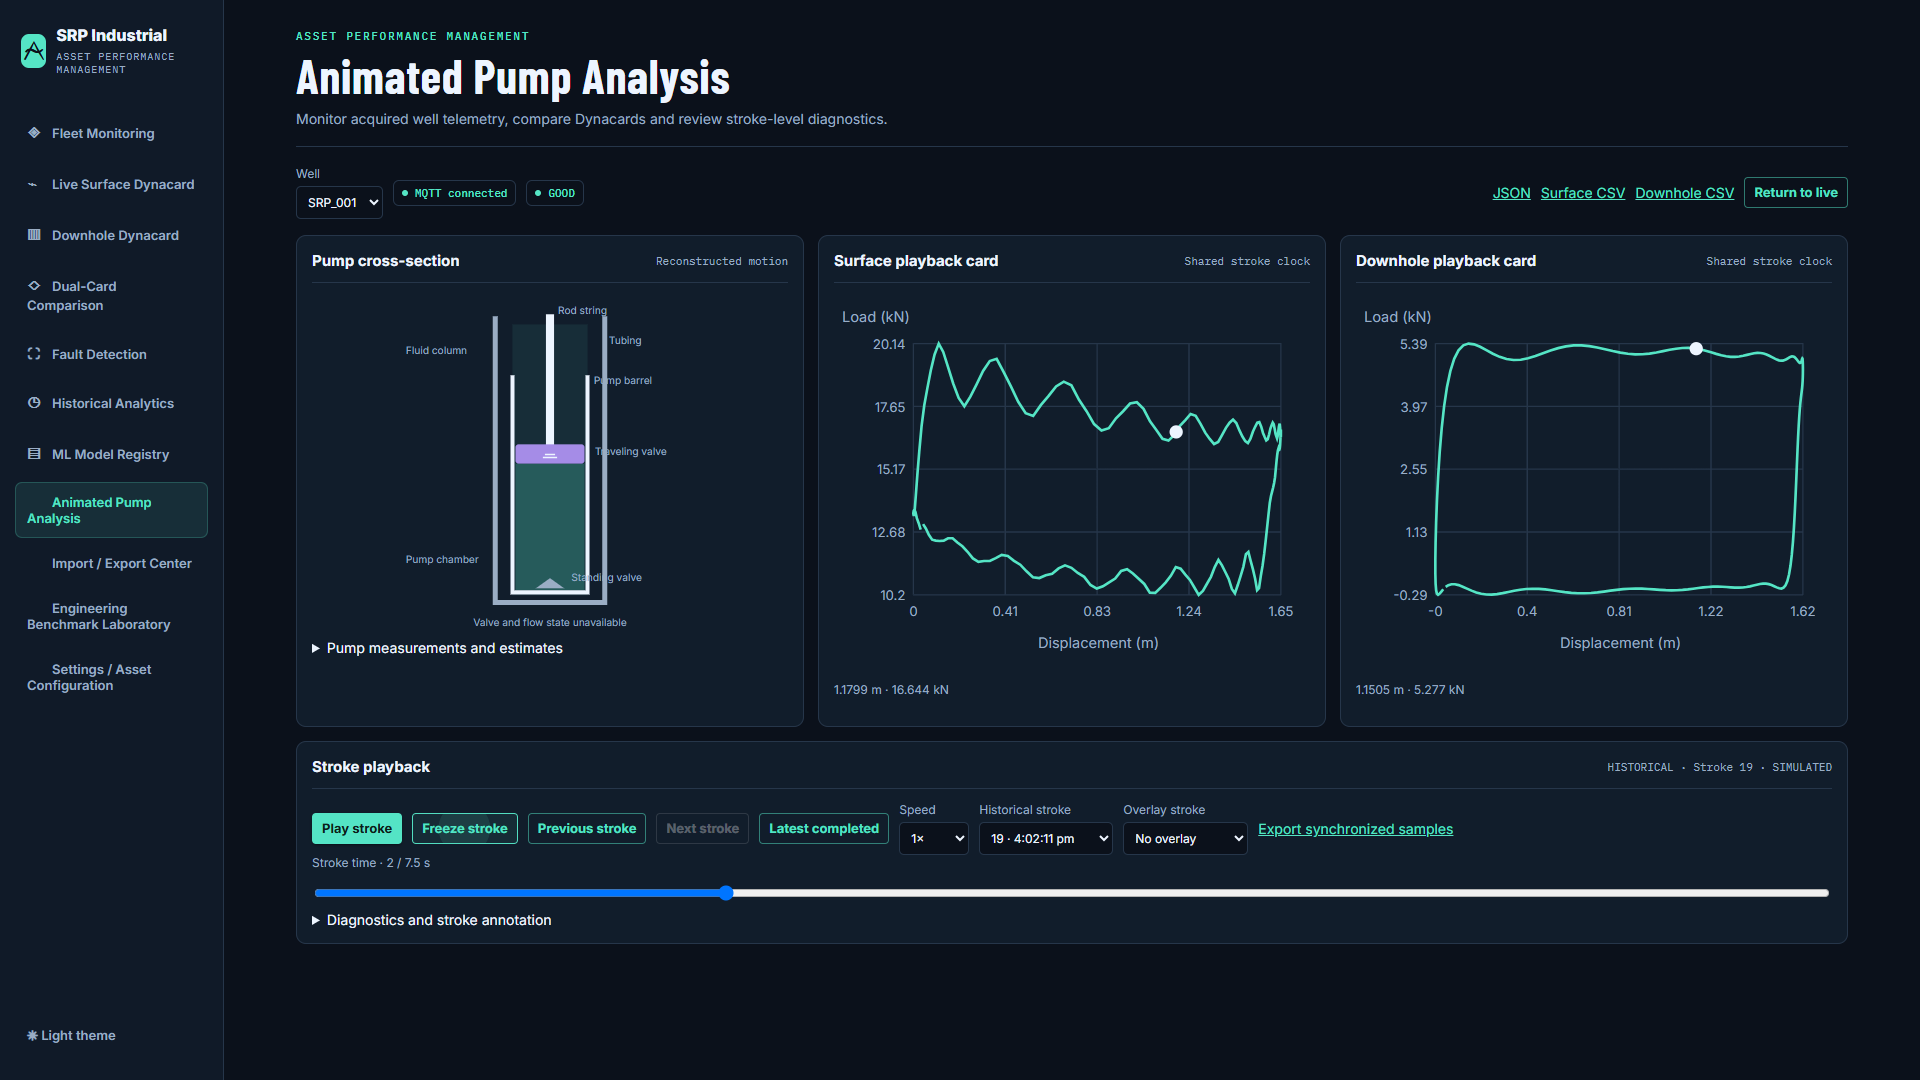 SRP Industrial
ASSET PERFORMANCE
MANAGEMENT
Fleet Monitoring
Live Surface Dynacard
Downhole Dynacard
Dual-Card
Comparison
Fault Detection
Historical Analytics
ML Model Registry
Animated Pump
Analysis
Import / Export Center
Engineering
Benchmark Laboratory
Settings / Asset
Configuration
Light theme
ASSET PERFORMANCE MANAGEMENT
Animated Pump Analysis
Monitor acquired well telemetry, compare Dynacards and review stroke-level diagnostics.
Well
SRP_001
MQTT connected
GOOD
JSON
Surface CSV
Downhole CSV
Return to live
Pump cross-section
Reconstructed motion
Rod string
Tubing
Fluid column
Pump barrel
Traveling valve
Pump chamber
Standing valve
Valve and flow state unavailable
Pump measurements and estimates
Surface playback card
Shared stroke clock
Load (kN)
20.14
17.65
15.17
12.68
10.2
0
0.41
0.83
1.24
1.65
Displacement (m)
1.1799 m · 16.644 kN
Downhole playback card
Shared stroke clock
Load (kN)
5.39
3.97
2.55
1.13
-0.29
-0
0.4
0.81
1.22
1.62
Displacement (m)
1.1505 m · 5.277 kN
Stroke playback
HISTORICAL · Stroke 19 · SIMULATED
Play stroke
Freeze stroke
Previous stroke
Next stroke
Latest completed
Speed
1×
Historical stroke
19 · 4:02:11 pm
Overlay stroke
No overlay
Export synchronized samples
Stroke time · 2 / 7.5 s
Diagnostics and stroke annotation